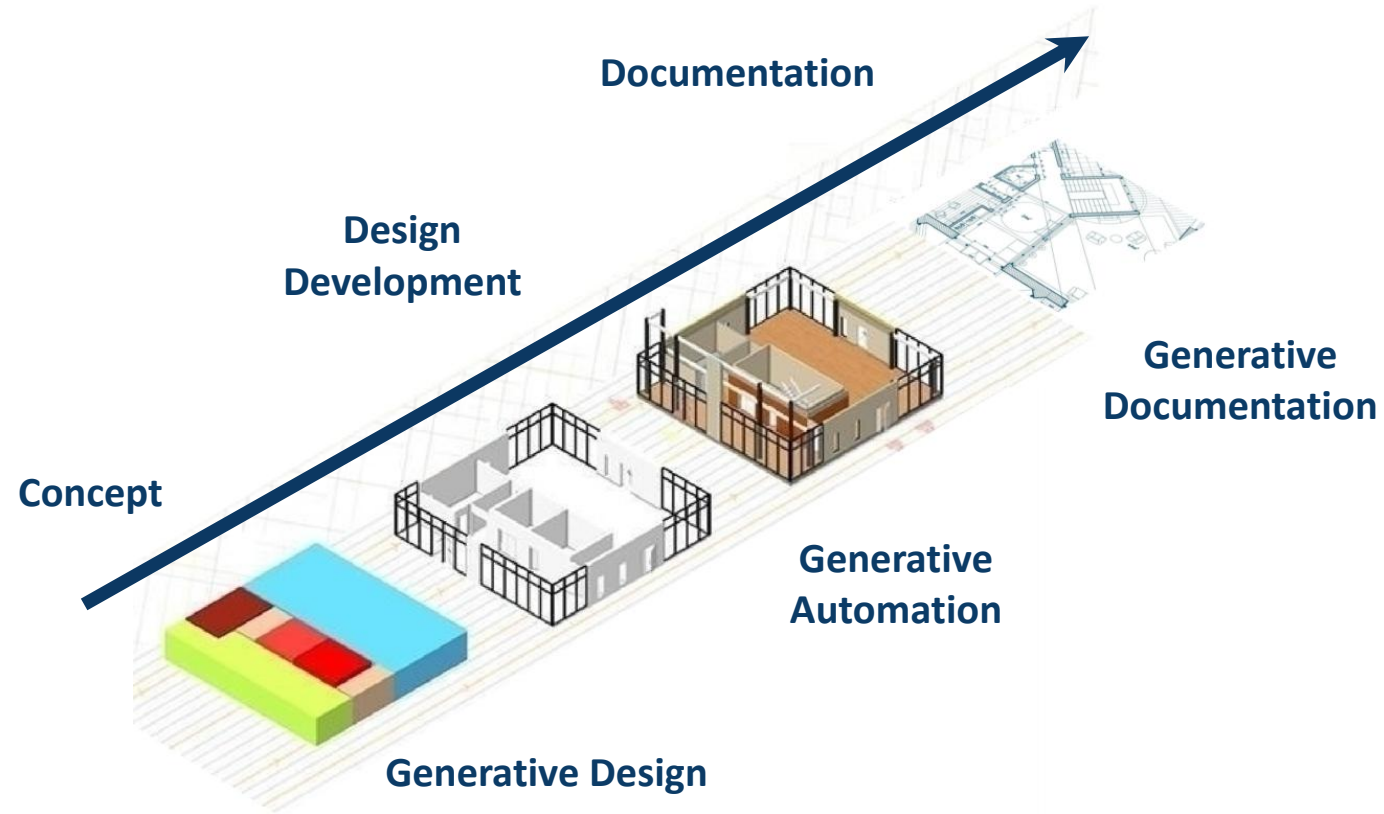 Documentation
Design
Development
Generative
Documentation
Concept
Generative
Automation
Generative Design